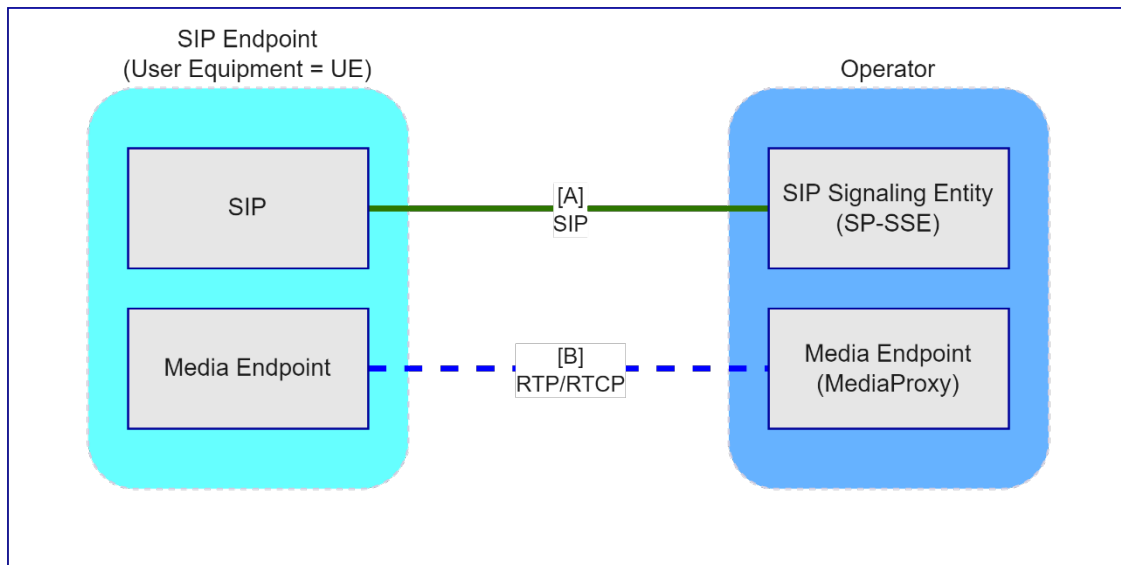 SIP Endpoint
(User Equipment = UE)
Operator
SIP
[A]
SIP
SIP Signaling Entity
(SP-SSE)
Media Endpoint
[B]
RTP/RTCP
Media Endpoint
(MediaProxy)